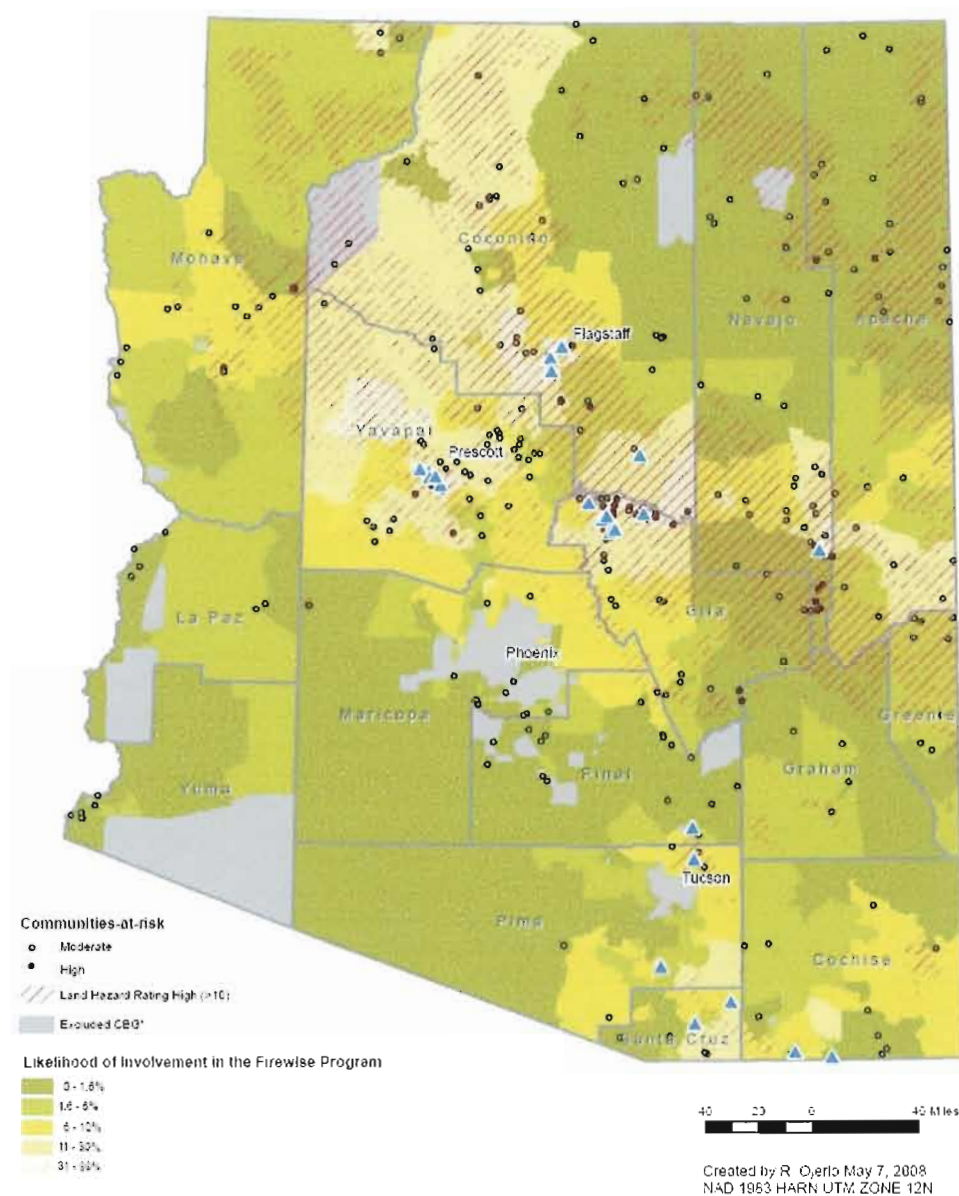 Coconino
Mohave
Flagstaff
Navajo
Apache
Yavapai
Prescott
La Paz
Gila
Phoenix
Maricopa
Greenle
Yuma
Pinal
Graham
Tucson
Pima
Cochise
Santa Cruz
Communities-at-risk
Moderate
High
Land Hazard Rating High (>10)
Excluded CBG*
Likelihood of Involvement in the Firewise Program
0 - 1.5%
1.6 - 5%
6 - 10%
11 - 30%
40 20 0 40 Miles
Created by R. Ojerio May 7, 2008
NAD 1983 HARN UTM ZONE 12N